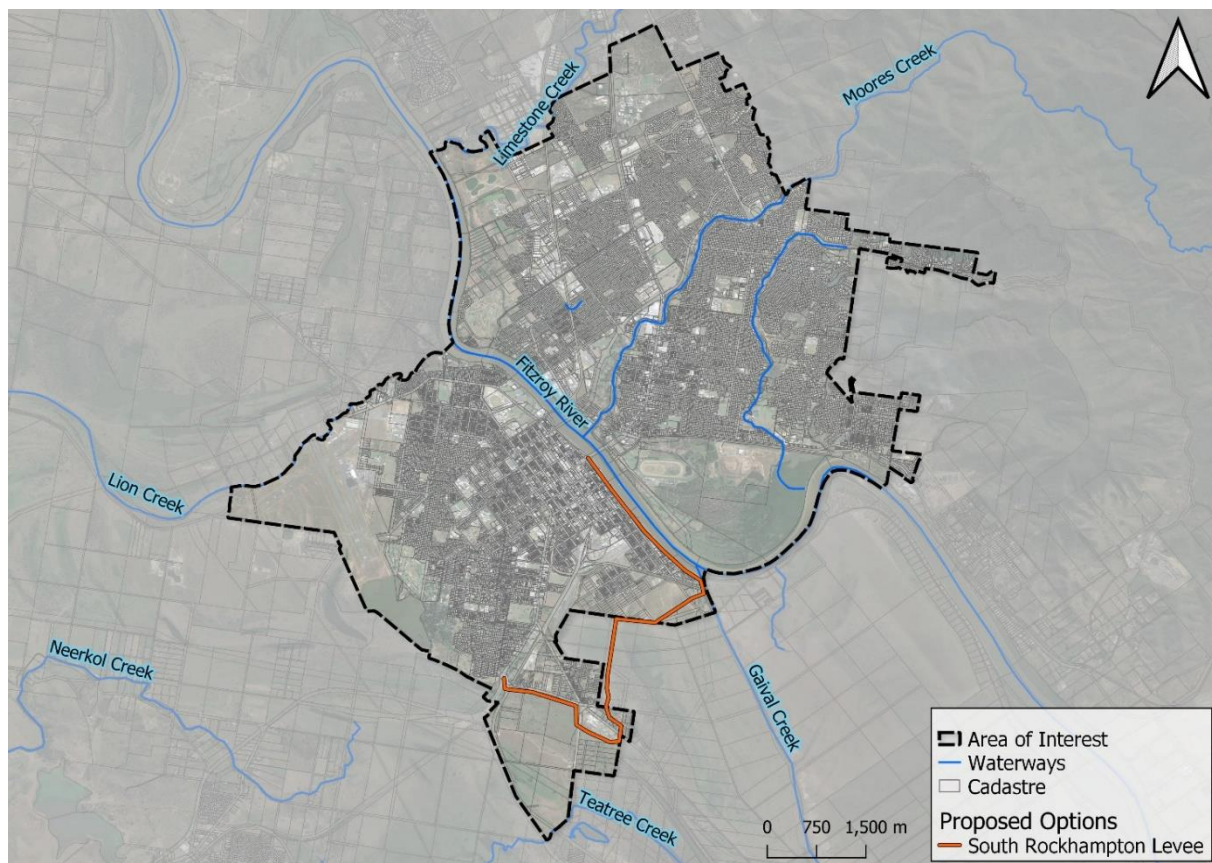 Limestone Creek
Moores Creek
Fitzroy River
Lion Creek
Neerkol Creek
Gaival Creek
Teatree Creek
0 750 1,500 m
Area of Interest
Waterways
Cadastre
Proposed Options
South Rockhampton Levee